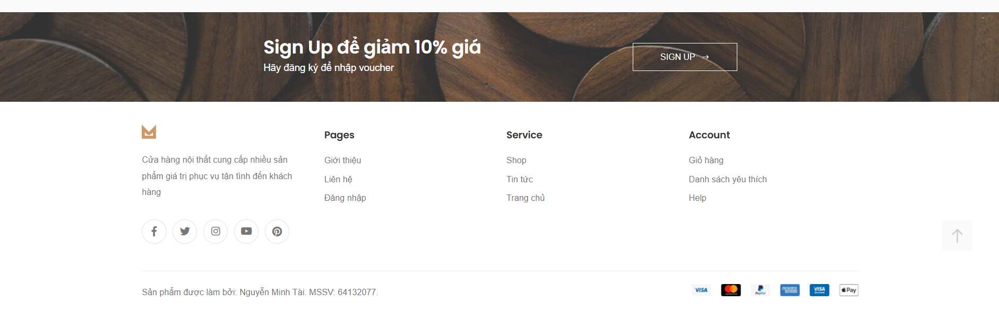 Sign Up để giảm 10% giá
Hãy đăng ký để nhập voucher
SIGN UP →
Cửa hàng nội thất cung cấp nhiều sản
phẩm giá trị phục vụ tận tình đến khách
hàng
Pages
Giới thiệu
Liên hệ
Đăng nhập
Service
Shop
Tin tức
Trang chủ
Account
Giỏ hàng
Danh sách yêu thích
Help
Sản phẩm được làm bởi: Nguyễn Minh Tài. MSSV: 64132077.
VISA
PayPal
VISA
Pay